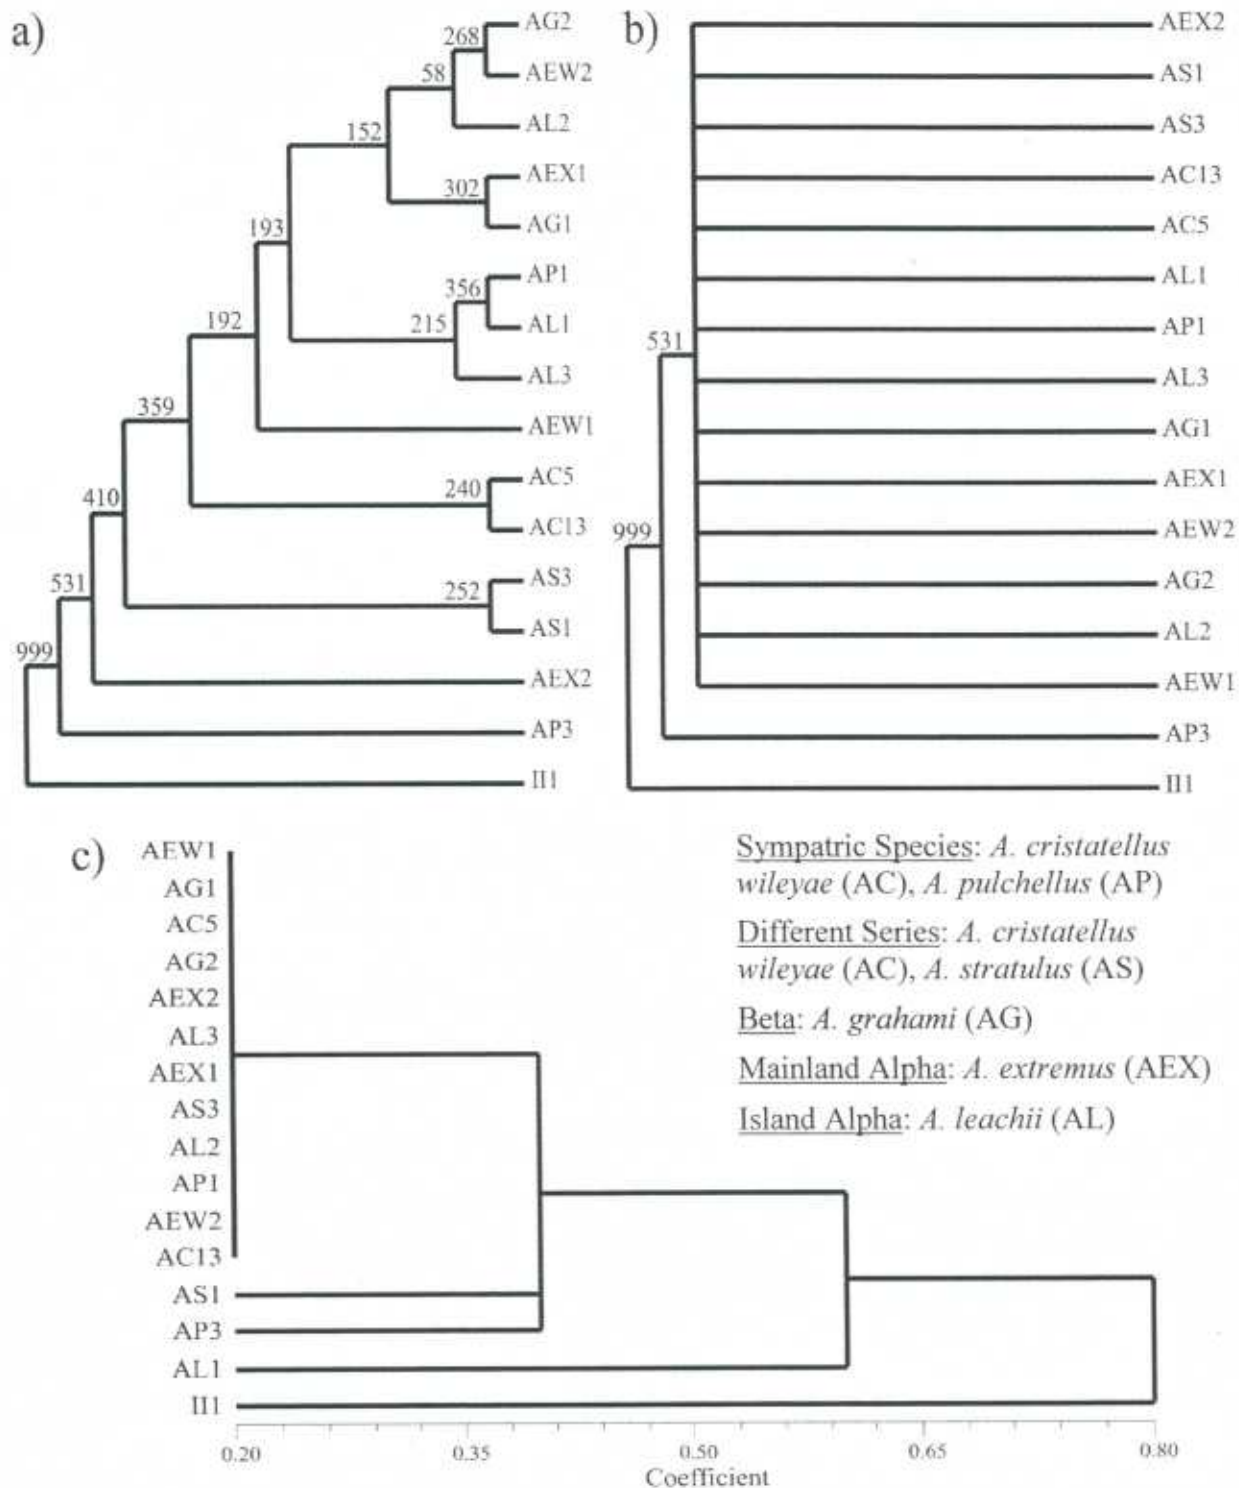 a)
268
AG2
58
AEW2
152
AL2
AEX1
302
AG1
193
AP1
356
AL1
215
192
AL3
359
AEW1
AC5
240
410
AC13
AS3
531
252
AS1
999
AEX2
AP3
II1
b)
AEX2
AS1
AS3
AC13
AC5
AL1
AP1
531
AL3
AG1
AEX1
999
AEW2
AG2
AL2
AEW1
AP3
II1
c)
AEW1
AG1
AC5
AG2
AEX2
AL3
AEX1
AS3
AL2
AP1
AEW2
AC13
AS1
AP3
AL1
II1
0.20 0.35 0.50 0.65 0.80
Coefficient
Sympatric Species: A. cristatellus
wileyae (AC), A. pulchellus (AP)
Different Series: A. cristatellus
wileyae (AC), A. stratulus (AS)
Beta: A. grahami (AG)
Mainland Alpha: A. extremus (AEX)
Island Alpha: A. leachii (AL)